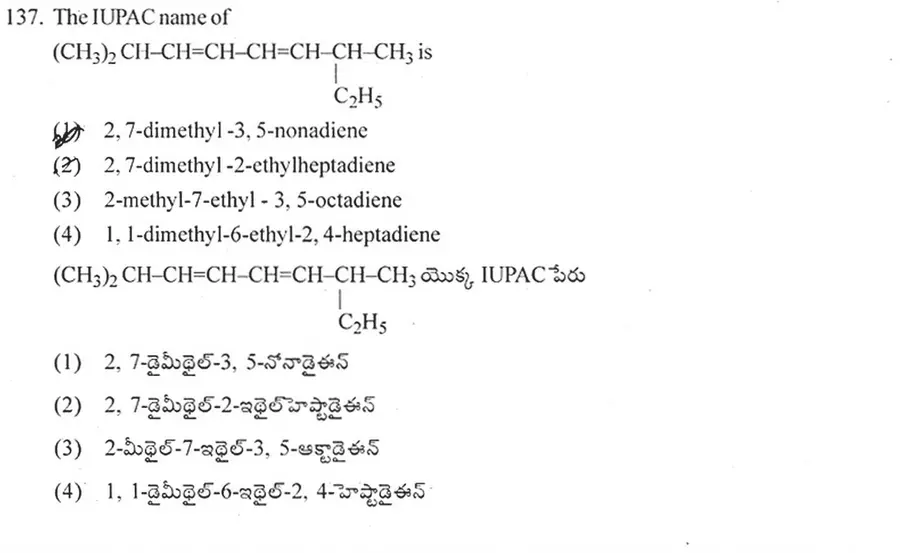 137. The IUPAC name of
(CH3)2 CH–CH=CH–CH=CH–CH–CH3 is
|
C2H5
(1) 2, 7-dimethyl -3, 5-nonadiene
(2) 2, 7-dimethyl -2-ethylheptadiene
(3) 2-methyl-7-ethyl - 3, 5-octadiene
(4) 1, 1-dimethyl-6-ethyl-2, 4-heptadiene
(CH3)2 CH–CH=CH–CH=CH–CH–CH3 యొక్క IUPAC పేరు
|
C2H5
(1) 2, 7-డైమీథైల్-3, 5-నోనాడైఈన్
(2) 2, 7-డైమీథైల్-2-ఇథైల్‌హెప్టాడైఈన్
(3) 2-మీథైల్-7-ఇథైల్-3, 5-ఆక్టాడైఈన్
(4) 1, 1-డైమీథైల్-6-ఇథైల్-2, 4-హెప్టాడైఈన్